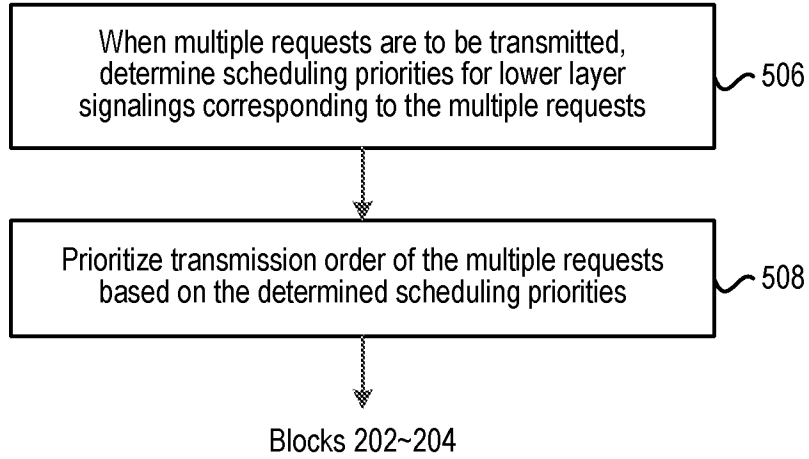 When multiple requests are to be transmitted,
determine scheduling priorities for lower layer
signalings corresponding to the multiple requests
506
Prioritize transmission order of the multiple requests
based on the determined scheduling priorities
508
Blocks 202~204